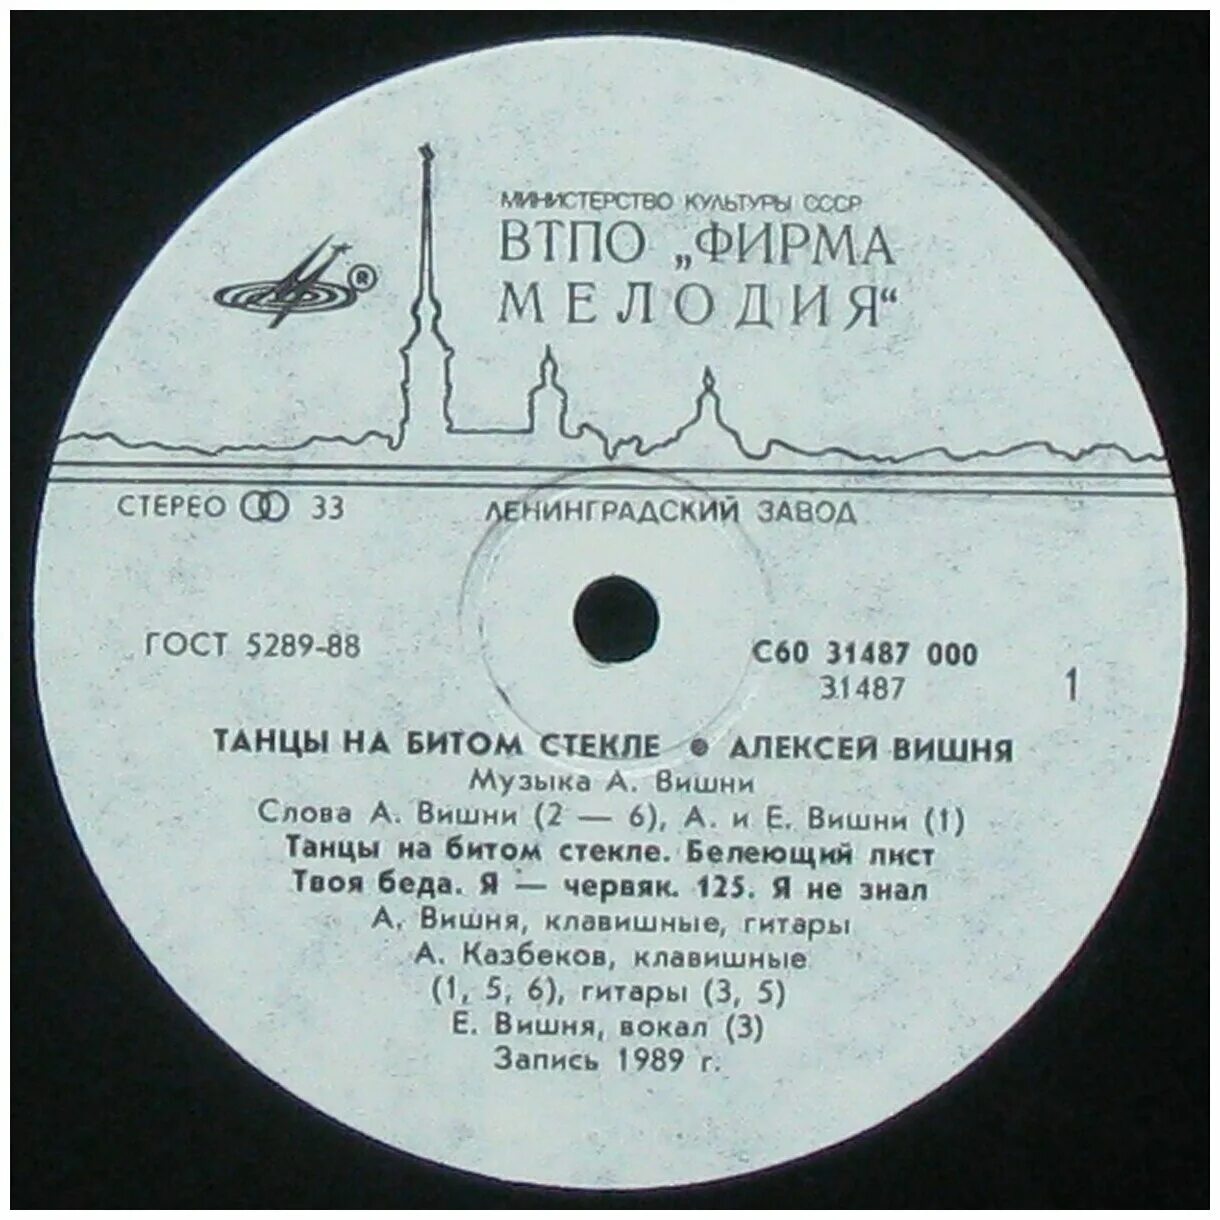 МИНИСТЕРСТВО КУЛЬТУРЫ СССР
ВТПО „ФИРМА
МЕЛОДИЯ“
®
СТЕРЕО 33
ЛЕНИНГРАДСКИЙ ЗАВОД
ГОСТ 5289-88
С60 31487 000
31487
1
ТАНЦЫ НА БИТОМ СТЕКЛЕ ● АЛЕКСЕЙ ВИШНЯ
Музыка А. Вишни
Слова А. Вишни (2 — 6), А. и Е. Вишни (1)
Танцы на битом стекле. Белеющий лист
Твоя беда. Я — червяк. 125. Я не знал
А. Вишня, клавишные, гитары
А. Казбеков, клавишные
(1, 5, 6), гитары (3, 5)
Е. Вишня, вокал (3)
Запись 1989 г.